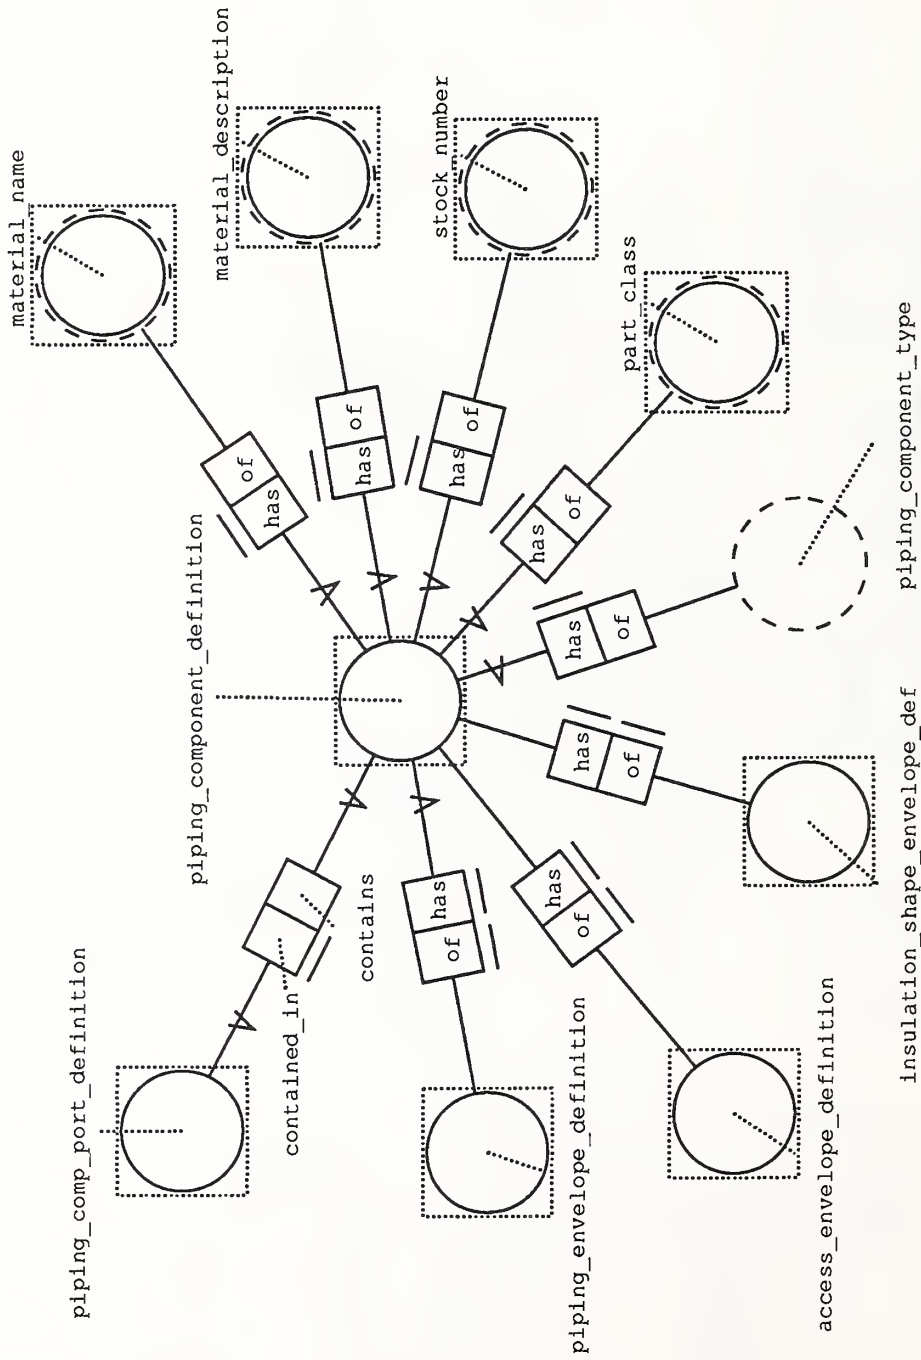 material_name
of
has
material_description
of
has
stock_number
of
has
part_class
of
has
piping_component_type
of
has
piping_component_definition
insulation_shape_envelope_def
of
has
access_envelope_definition
of
has
piping_envelope_definition
of
has
contains
contained_in
piping_comp_port_definition